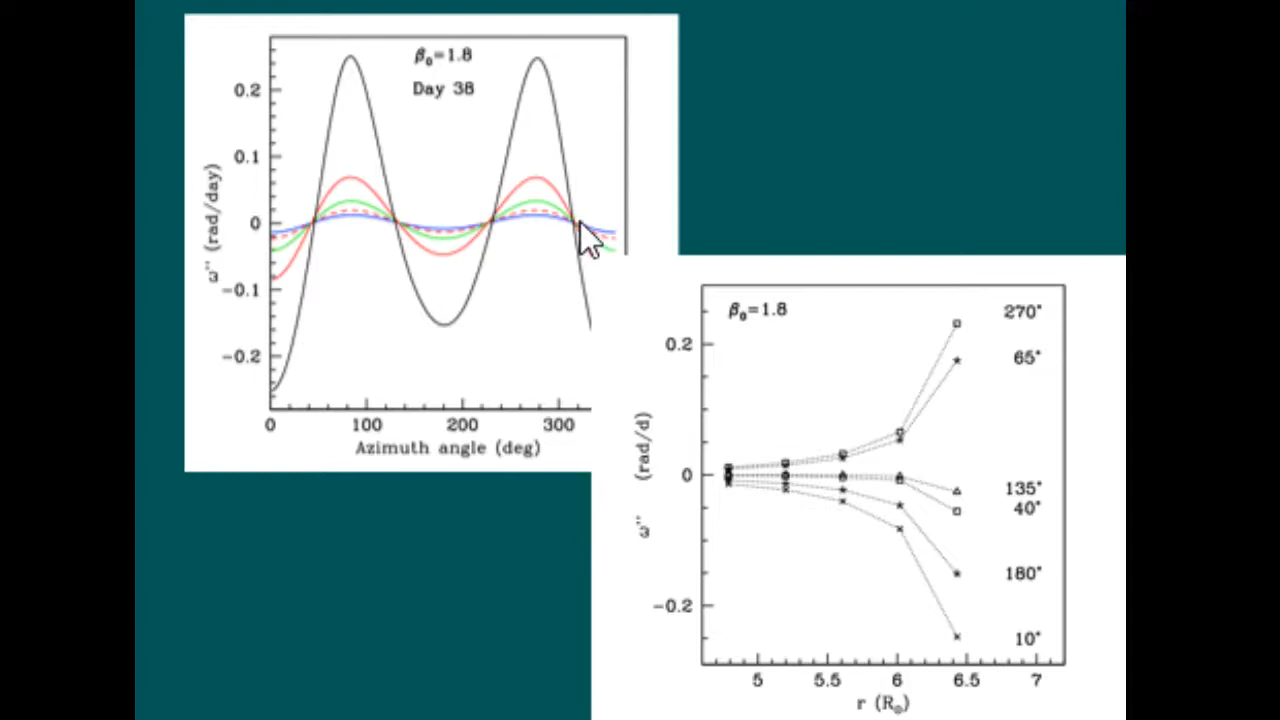 β₀=1.8
Day 38
0.2
0.1
0
−0.1
−0.2
ω'' (rad/day)
0 100 200 300
Azimuth angle (deg)
β₀=1.8
270°
65°
135°
40°
180°
10°
0.2
0
−0.2
ω'' (rad/d)
5 5.5 6 6.5 7
r (R⊙)